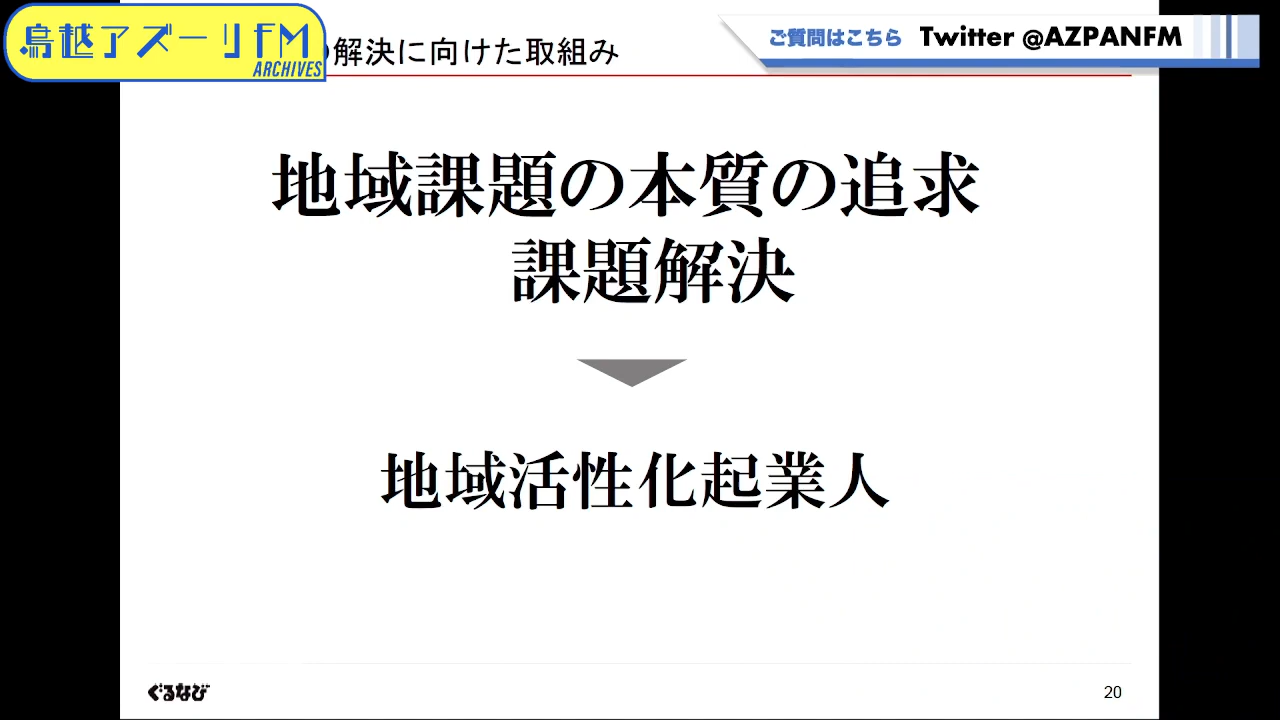 鳥越アズーリFM
ARCHIVES
の解決に向けた取組み
ご質問はこちら Twitter @AZPANFM
地域課題の本質の追求
課題解決
地域活性化起業人
ぐるなび
20